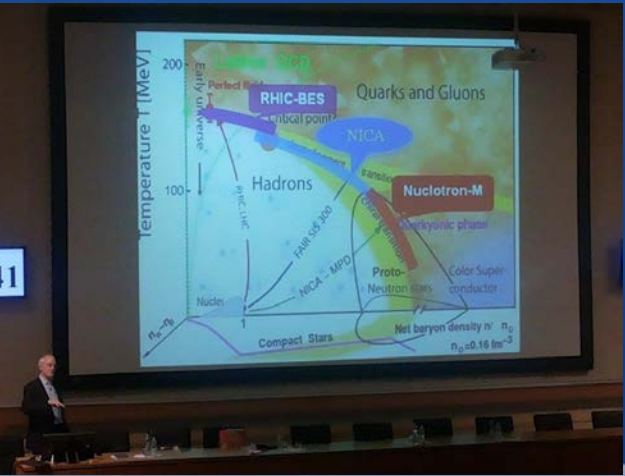 Temperature T [MeV]
200
Early universe
Lattice QCD
Perfect fluid
RHIC-BES
Quarks and Gluons
Critical point?
NICA
100
Hadrons
Nuclotron-M
Quarkyonic phase
RHIC, LHC
FAIR SIS 300
NICA - MPD
Proto-
Neutron stars
Color Super-
conductor
Nuclei
1
Compact Stars
Net baryon density n/ n₀
n₀=0.16 fm⁻³